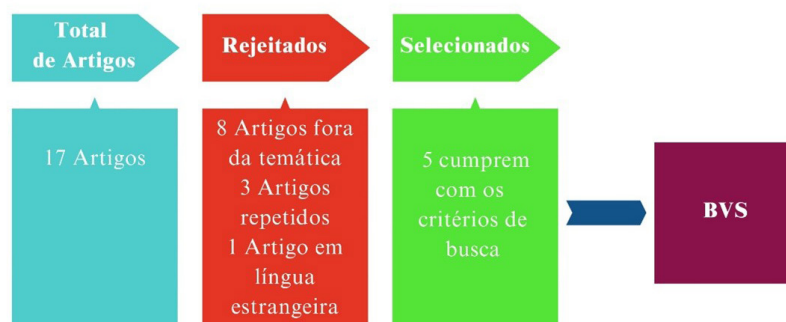 Total
de Artigos
Rejeitados
Selecionados
17 Artigos
8 Artigos fora
da temática
3 Artigos
repetidos
1 Artigo em
língua
estrangeira
5 cumprem
com os
critérios de
busca
BVS